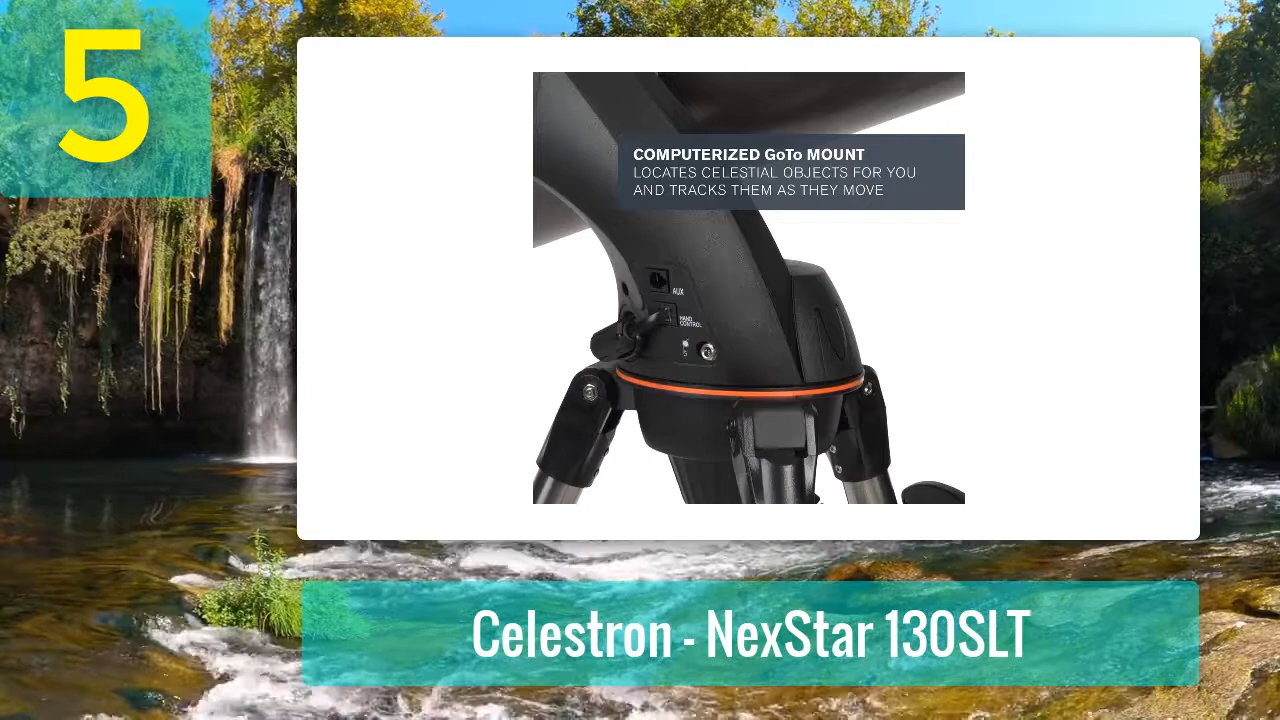 5
COMPUTERIZED GoTo MOUNT
LOCATES CELESTIAL OBJECTS FOR YOU
AND TRACKS THEM AS THEY MOVE
AUX
HAND
CONTROL
Celestron - NexStar 130SLT